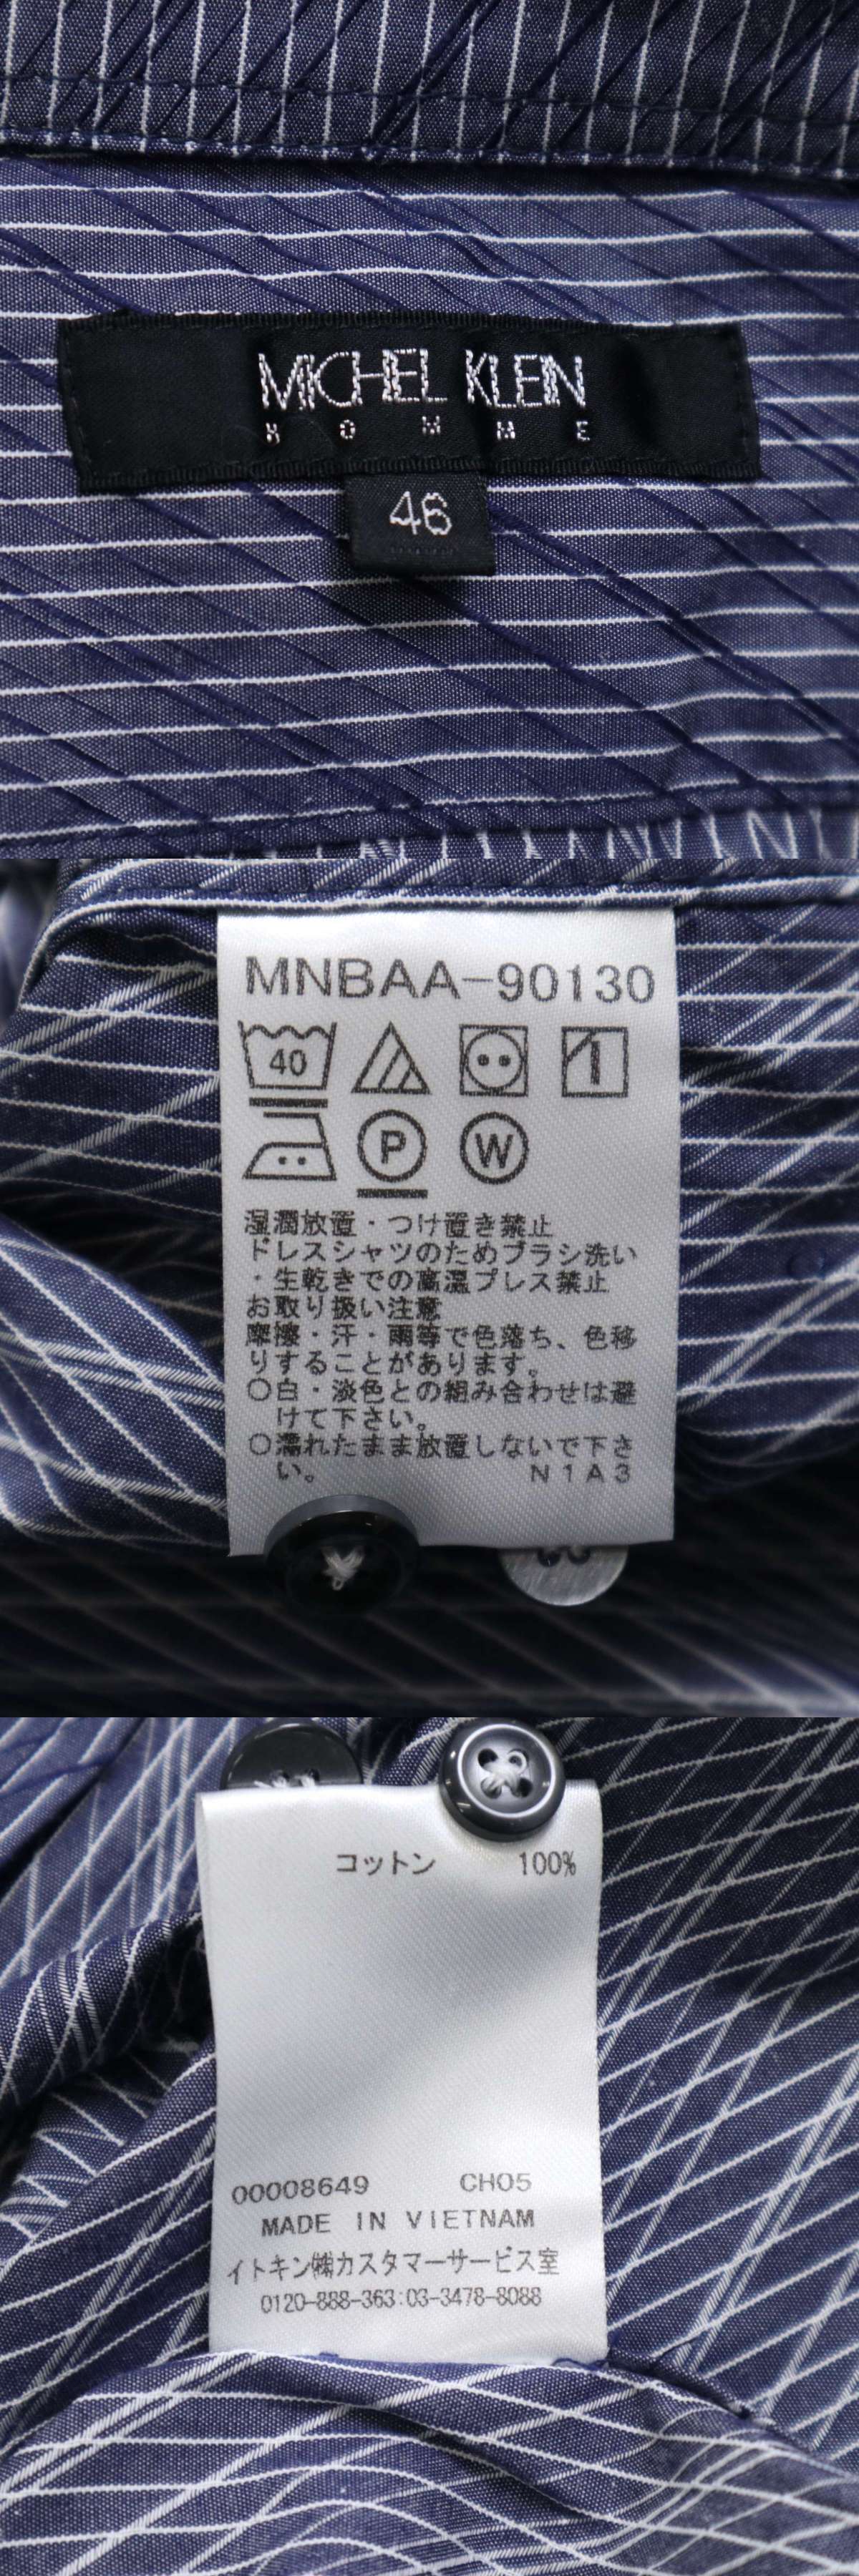 MICHEL KLEIN
HOMME
46
MNBAA-90130
40
P W
湿潤放置・つけ置き禁止
ドレスシャツのためブラシ洗い
・生乾きでの高温プレス禁止
お取り扱い注意
摩擦・汗・雨等で色落ち、色移
りすることがあります。
○白・淡色との組み合わせは避
けて下さい。
○濡れたまま放置しないで下さ
い。 N1A3
コットン 100%
00008649 CH05
MADE IN VIETNAM
イトキン㈱カスタマーサービス室
0120-888-363:03-3478-8088